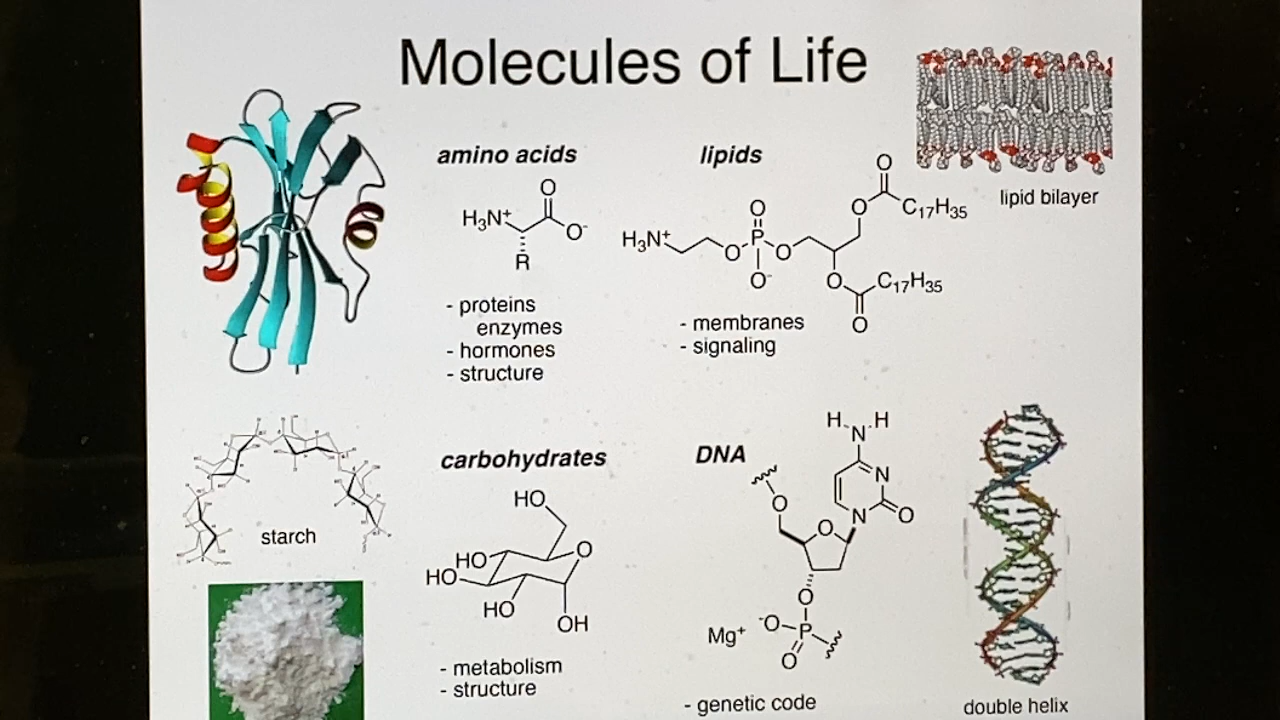 Molecules of Life
amino acids
H₃N⁺
O
O⁻
R
- proteins
enzymes
- hormones
- structure
lipids
H₃N⁺
O
O
P
O
O⁻
O
O
C₁₇H₃₅
O
C₁₇H₃₅
O
- membranes
- signaling
lipid bilayer
starch
carbohydrates
HO
HO
O
HO
HO
OH
- metabolism
- structure
DNA
H
H
N
N
N
O
O
O
O
Mg⁺
⁻O
P
O
- genetic code
double helix